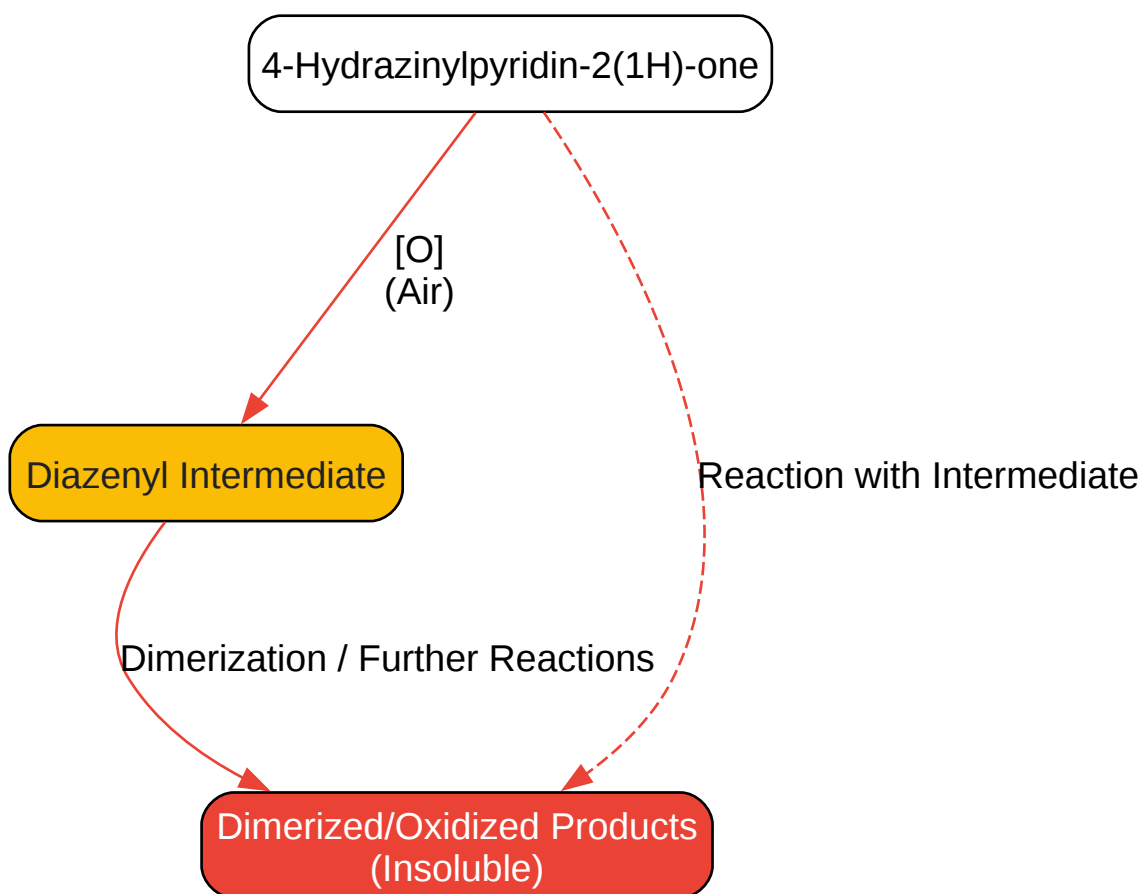 4-Hydrazinylpyridin-2(1H)-one
[O]
(Air)
Diazenyl Intermediate
Reaction with Intermediate
Dimerization / Further Reactions
Dimerized/Oxidized Products
(Insoluble)